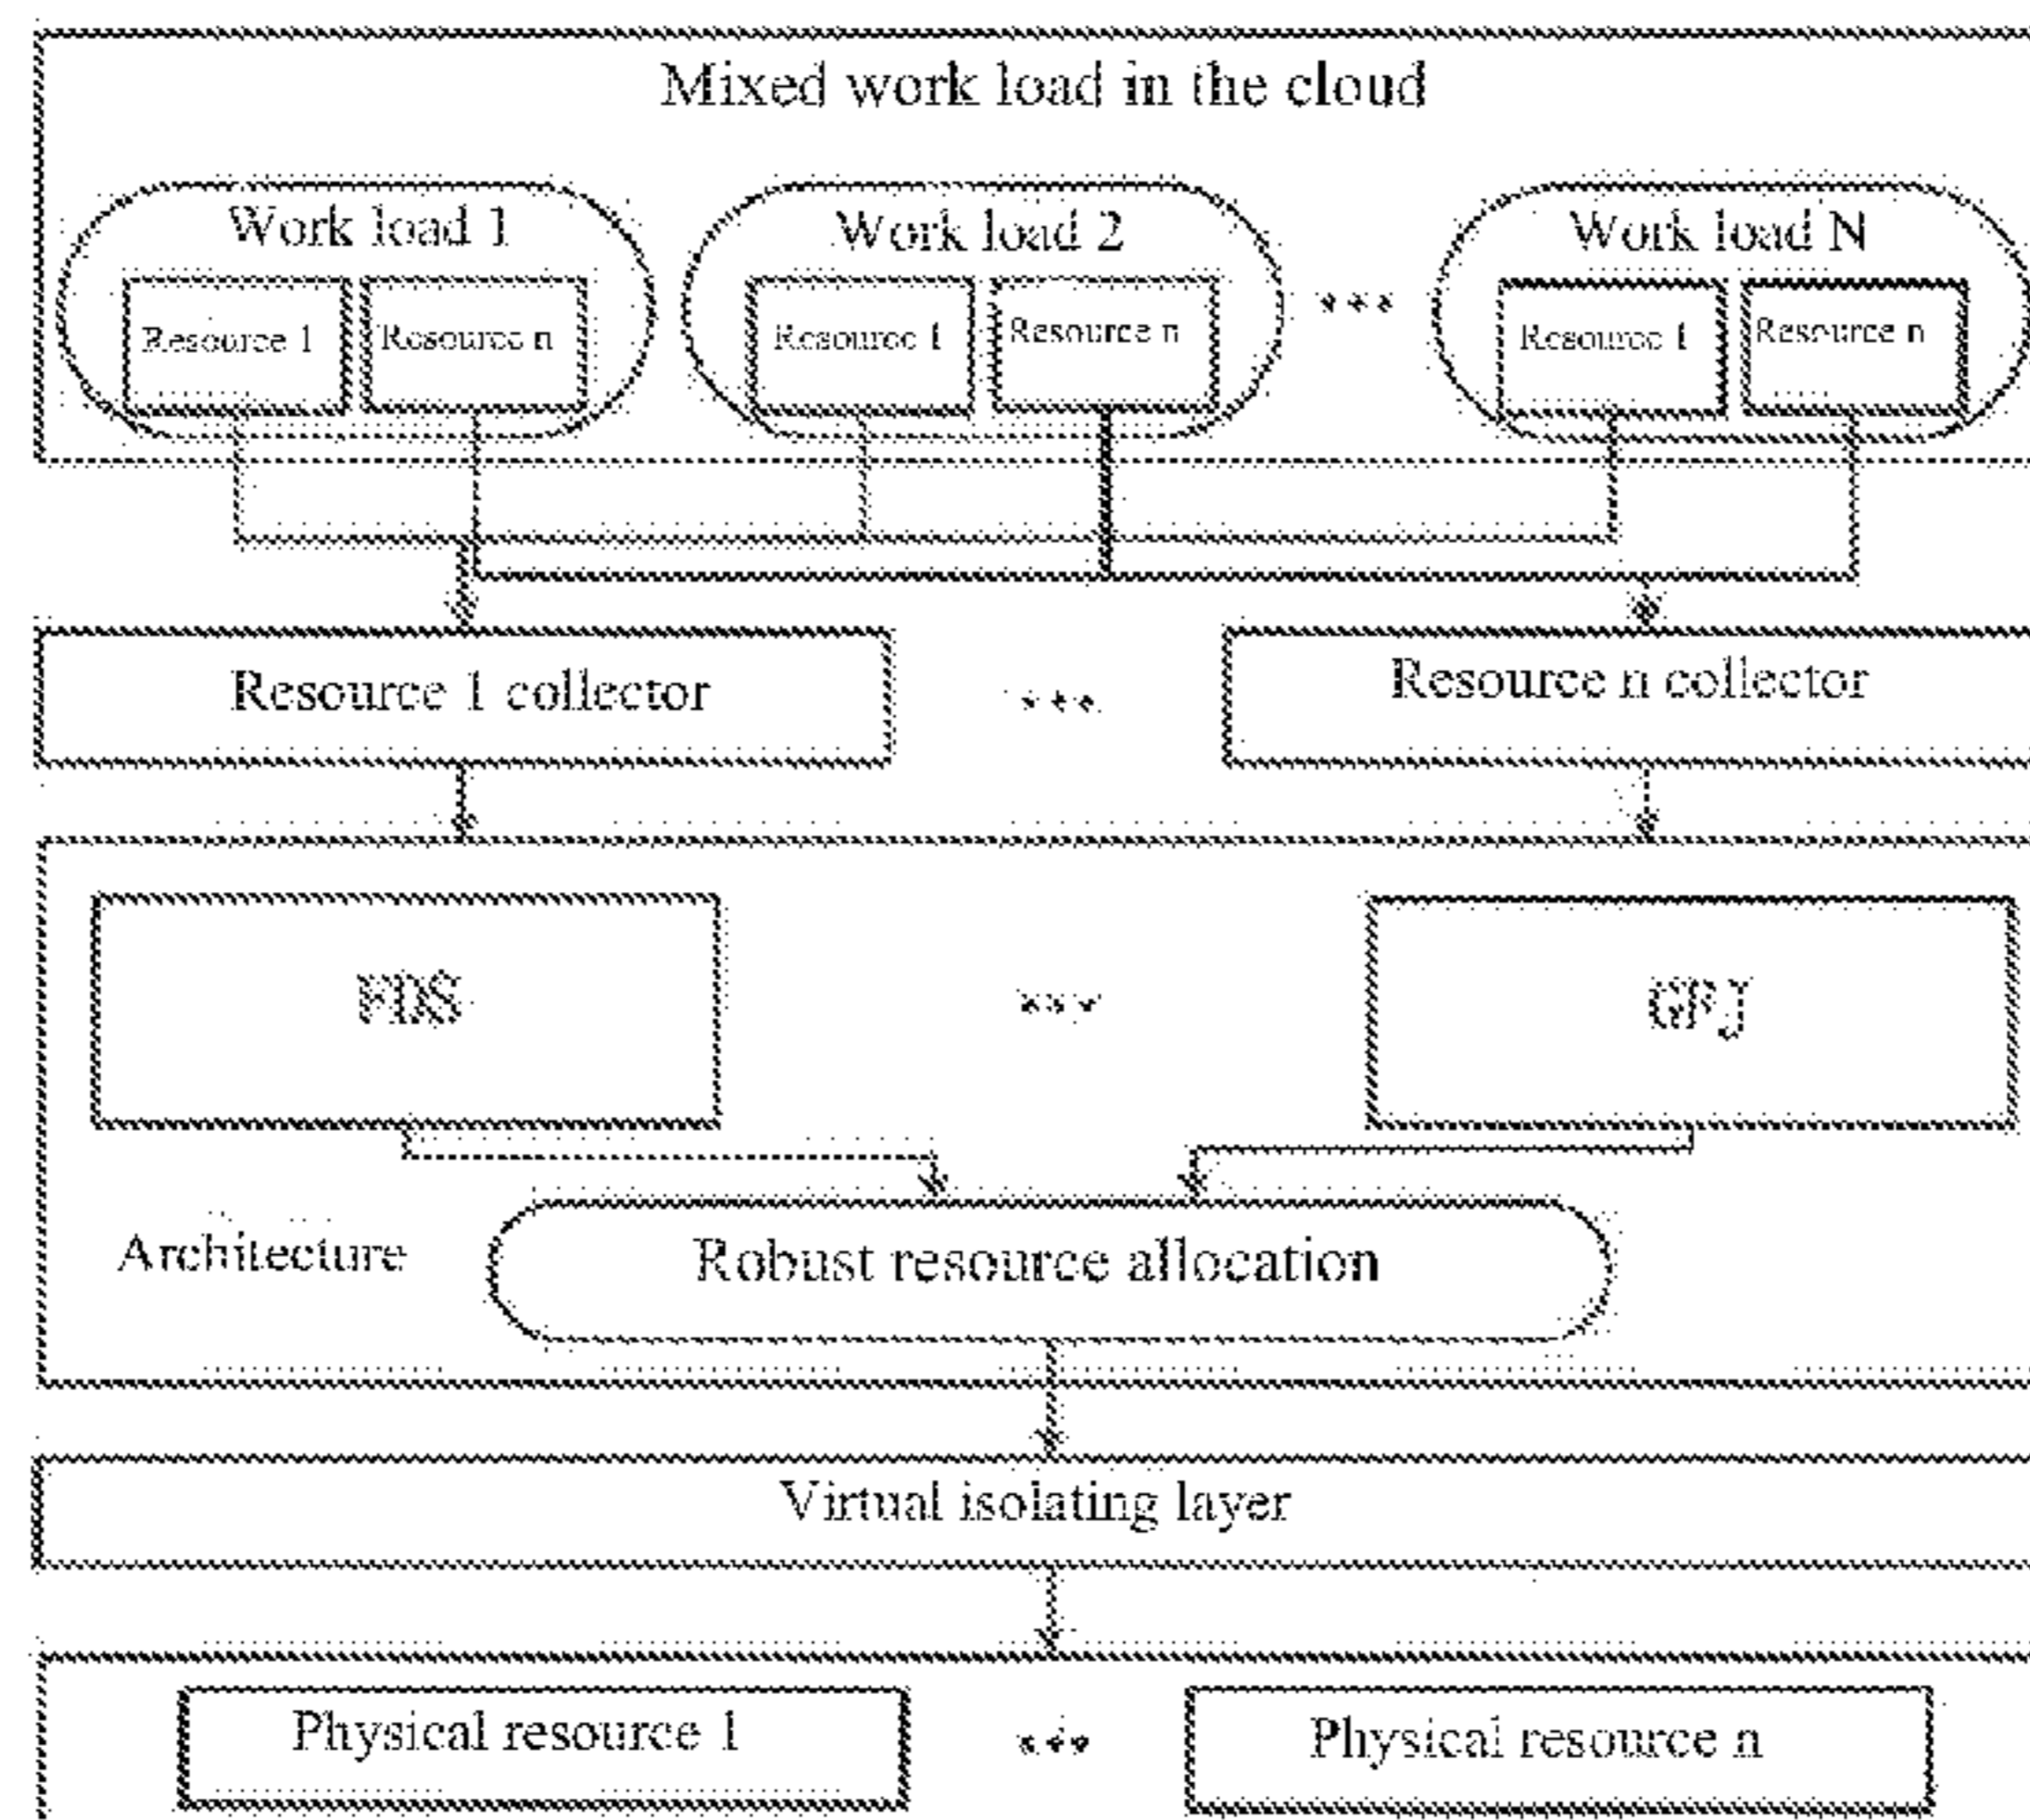 Mixed work load in the cloud
Work load 1
Work load 2
Work load N
Resource 1
Resource n
Resource 1
Resource n
Resource 1
Resource n
Resource 1 collector
Resource n collector
Architecture
Robust resource allocation
Virtual isolating layer
Physical resource 1
Physical resource n